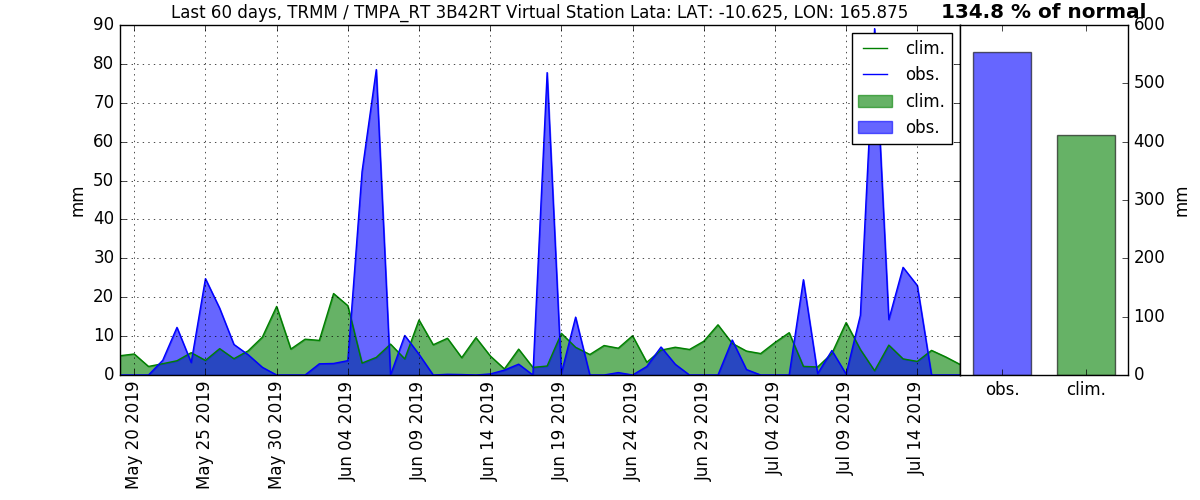 Last 60 days, TRMM / TMPA_RT 3B42RT Virtual Station Lata: LAT: -10.625, LON: 165.875
134.8 % of normal
90
80
70
60
50
40
30
20
10
0
mm
clim.
obs.
clim.
obs.
May 20 2019
May 25 2019
May 30 2019
Jun 04 2019
Jun 09 2019
Jun 14 2019
Jun 19 2019
Jun 24 2019
Jun 29 2019
Jul 04 2019
Jul 09 2019
Jul 14 2019
600
500
400
300
200
100
0
mm
obs.
clim.